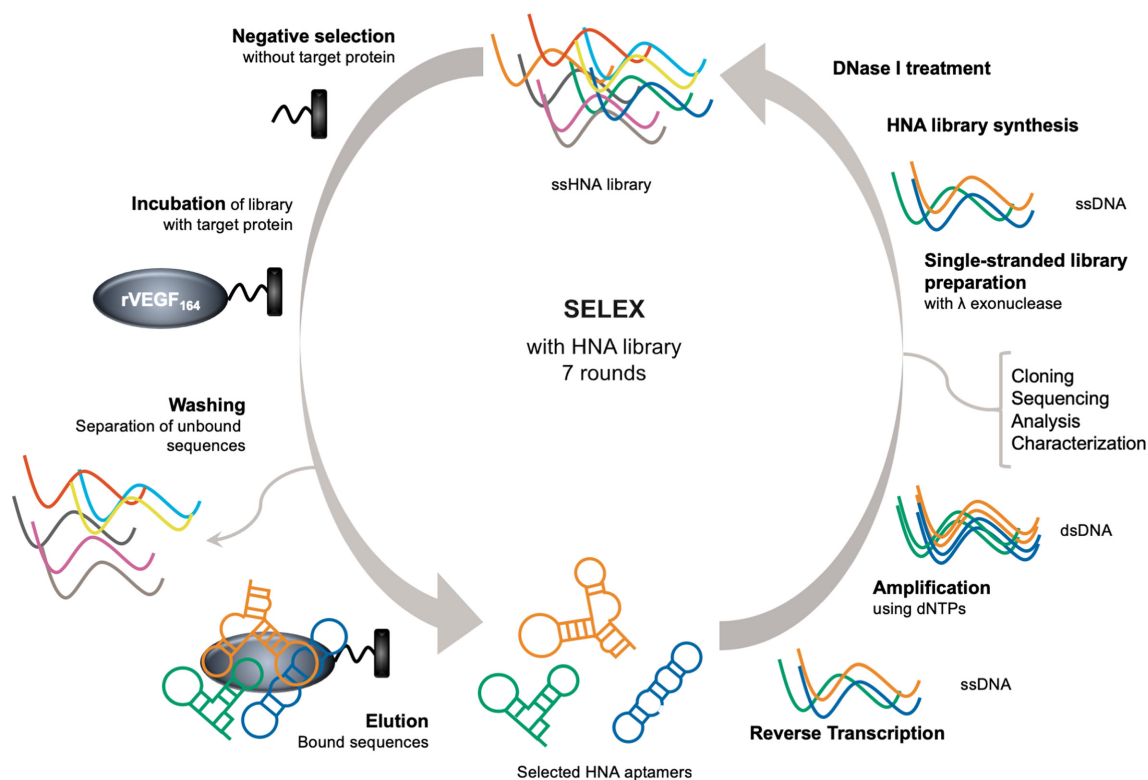 Negative selection
without target protein
Incubation of library
with target protein
rVEGF₁₆₄
Washing
Separation of unbound
sequences
Elution
Bound sequences
ssHNA library
SELEX
with HNA library
7 rounds
Selected HNA aptamers
DNase I treatment
HNA library synthesis
ssDNA
Single-stranded library
preparation
with λ exonuclease
Cloning
Sequencing
Analysis
Characterization
dsDNA
Amplification
using dNTPs
ssDNA
Reverse Transcription